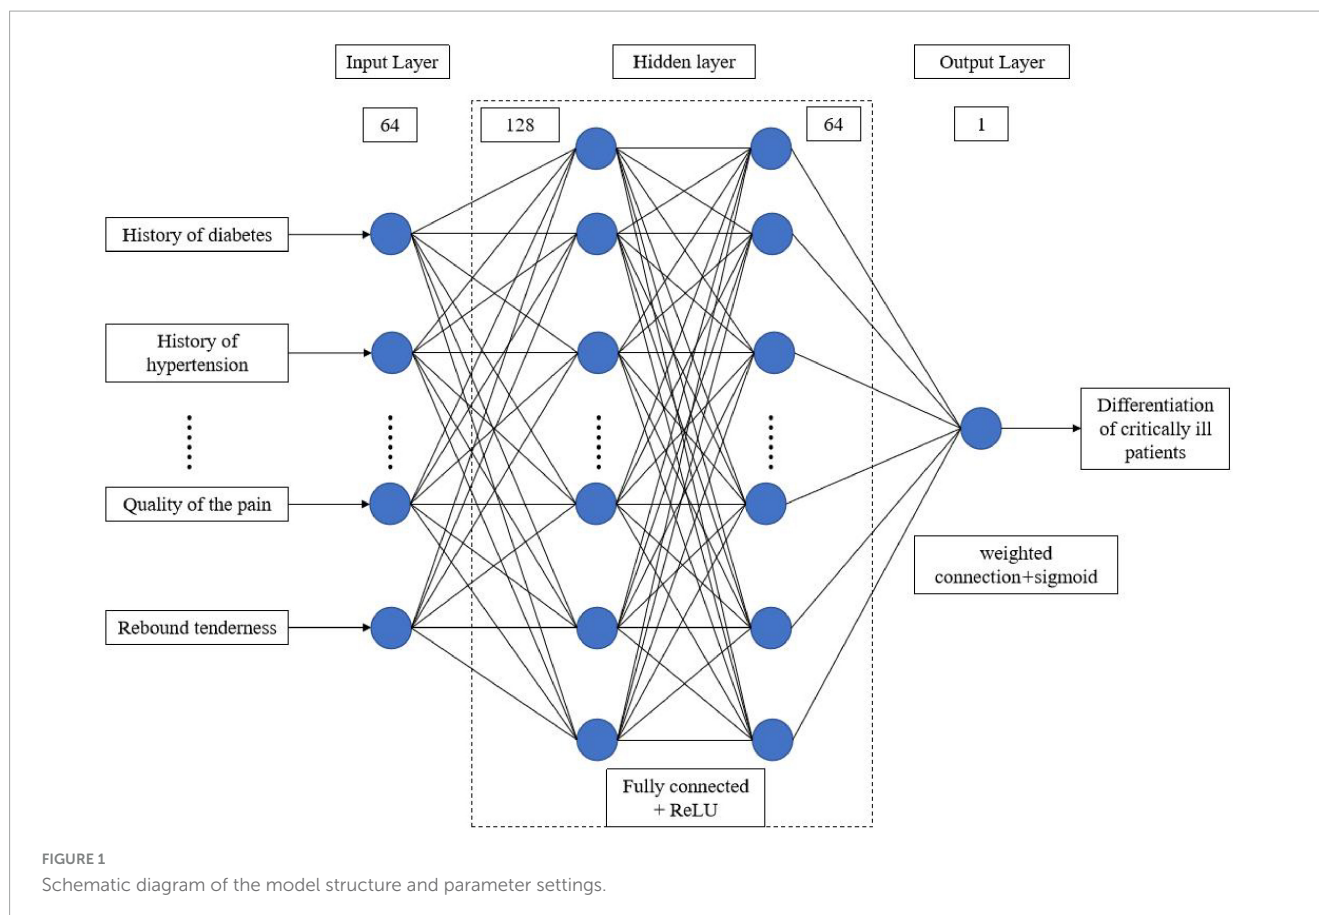 Input Layer
Hidden layer
Output Layer
64
128
64
1
History of diabetes
History of
hypertension
Quality of the pain
Rebound tenderness
Differentiation
of critically ill
patients
weighted
connection+sigmoid
Fully connected
+ ReLU
FIGURE 1
Schematic diagram of the model structure and parameter settings.